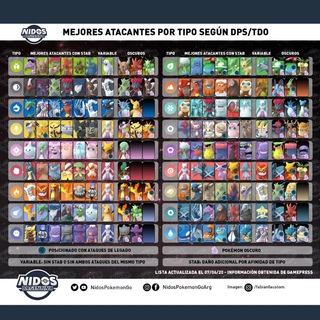 NIDOS
MEJORES ATACANTES POR TIPO SEGÚN DPS/TDO
TIPO MEJORES ATACANTES CON STAB VARIABLE OSCUROS
TIPO MEJORES ATACANTES CON STAB VARIABLE OSCUROS
POSICIONADO CON ATAQUES DE LEGADO
POKÉMON OSCURO
VARIABLE: SIN STAB O SIN AMBOS ATAQUES DEL MISMO TIPO
STAB: DAÑO ADICIONAL POR AFINIDAD DE TIPO
LISTA ACTUALIZADA EL 07/06/20 - INFORMACIÓN OBTENIDA DE GAMEPRESS
NIDOS
ARGENTINA
NidosPokemonGo
NidosPokemonGoArg
Imagen: